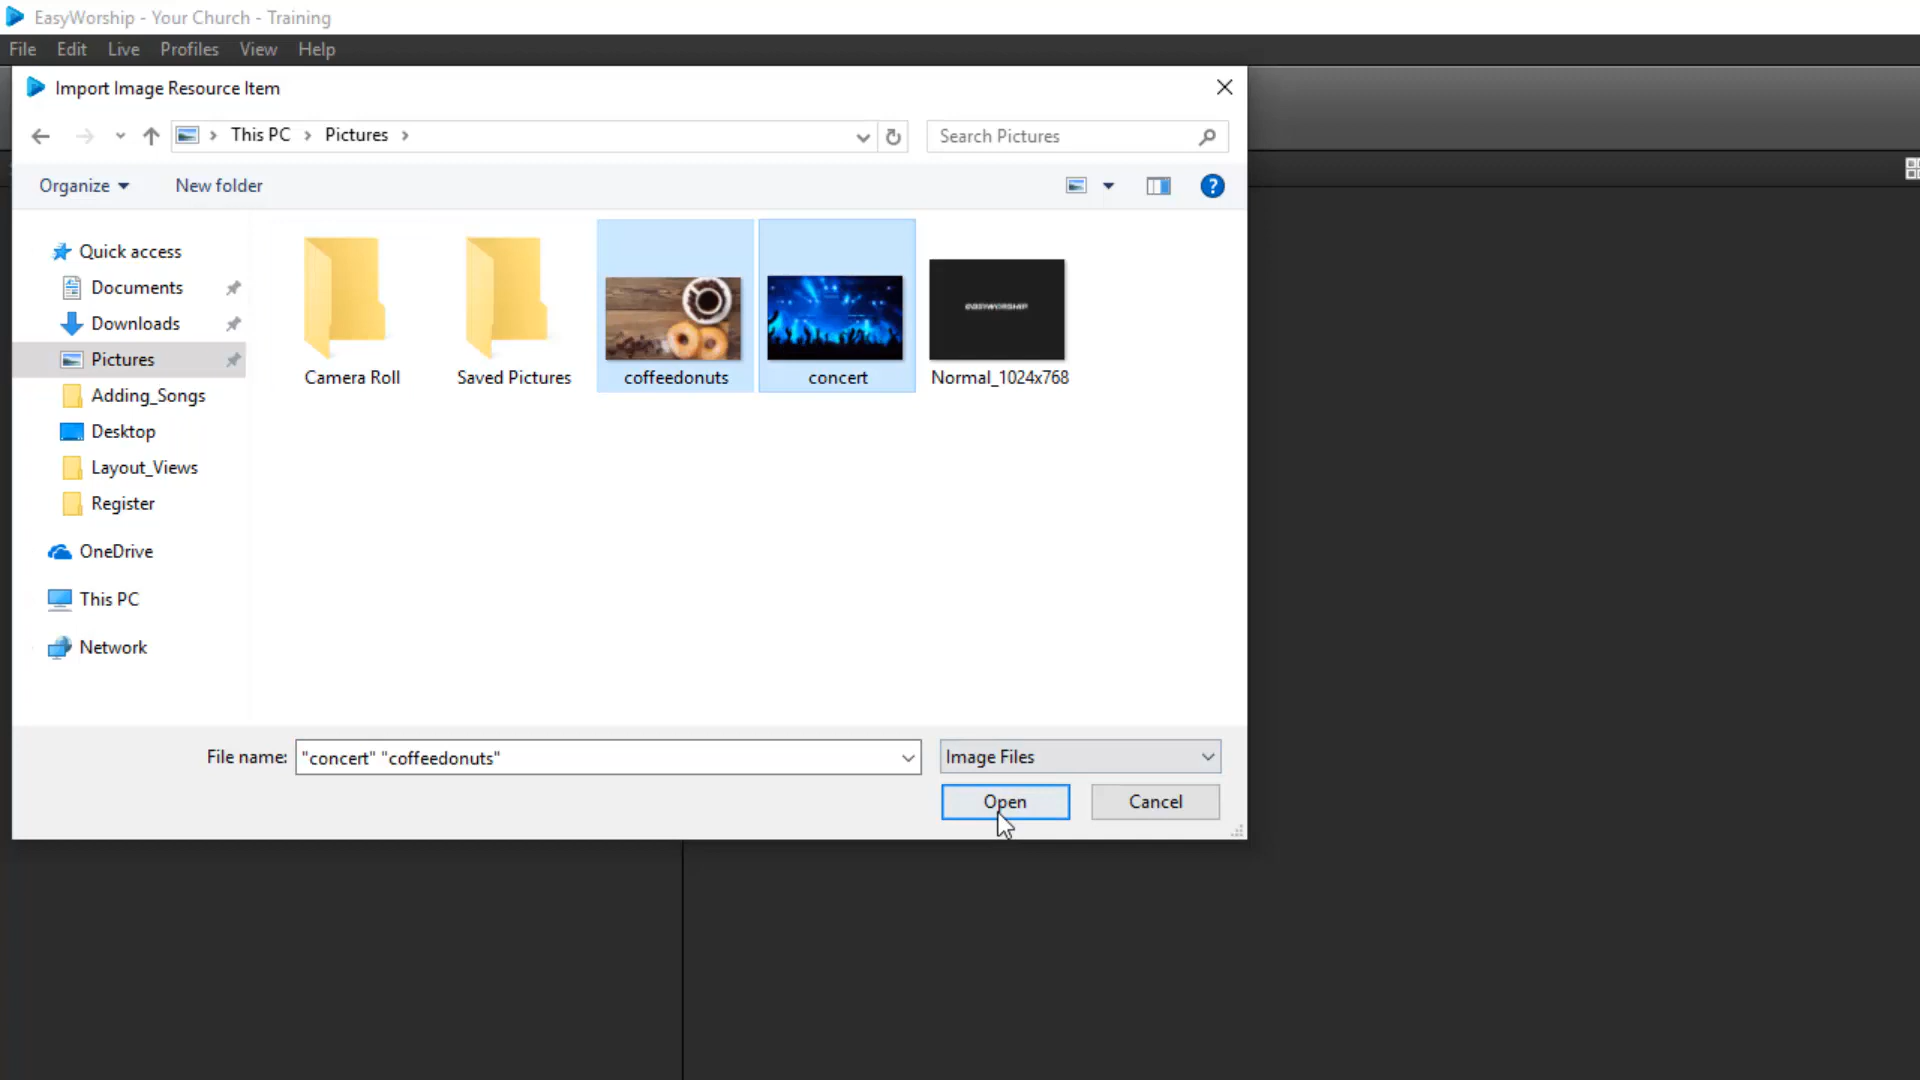 EasyWorship - Your Church - Training
File Edit Live Profiles View Help
Import Image Resource Item
This PC Pictures
Search Pictures
Organize New folder
Quick access
Documents
Downloads
Pictures
Adding_Songs
Desktop
Layout_Views
Register
OneDrive
This PC
Network
EASYWORSHIP
Camera Roll Saved Pictures coffeedonuts concert Normal_1024x768
File name: "concert" "coffeedonuts" Image Files
Open Cancel